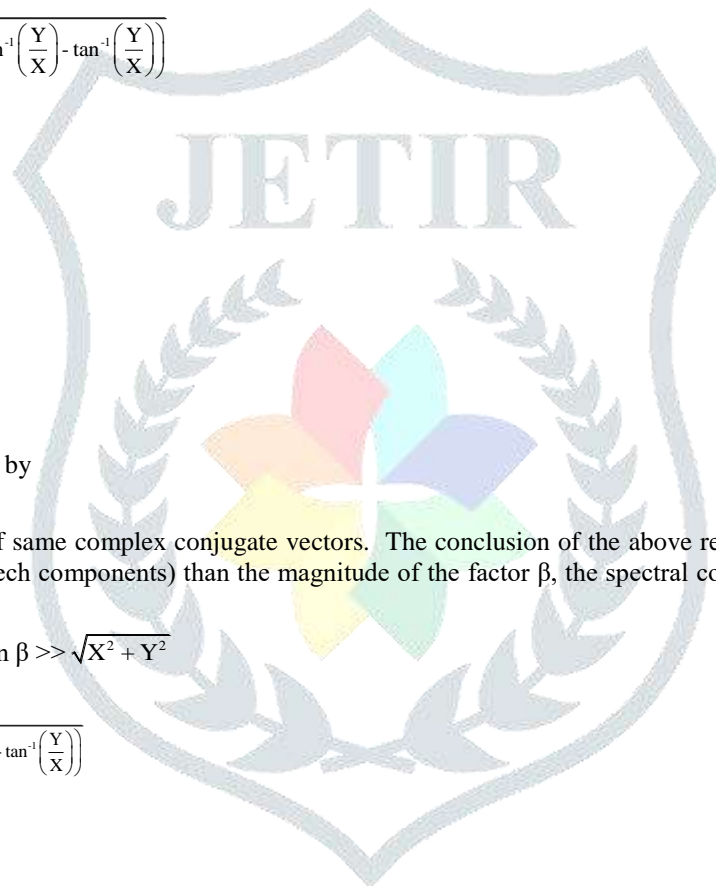 n⁻¹(Y/X) - tan⁻¹(Y/X)))
JETIR
by
f same complex conjugate vectors. The conclusion of the above re
ech components) than the magnitude of the factor β, the spectral co
n β >> √(X² + Y²)
tan⁻¹(Y/X)))